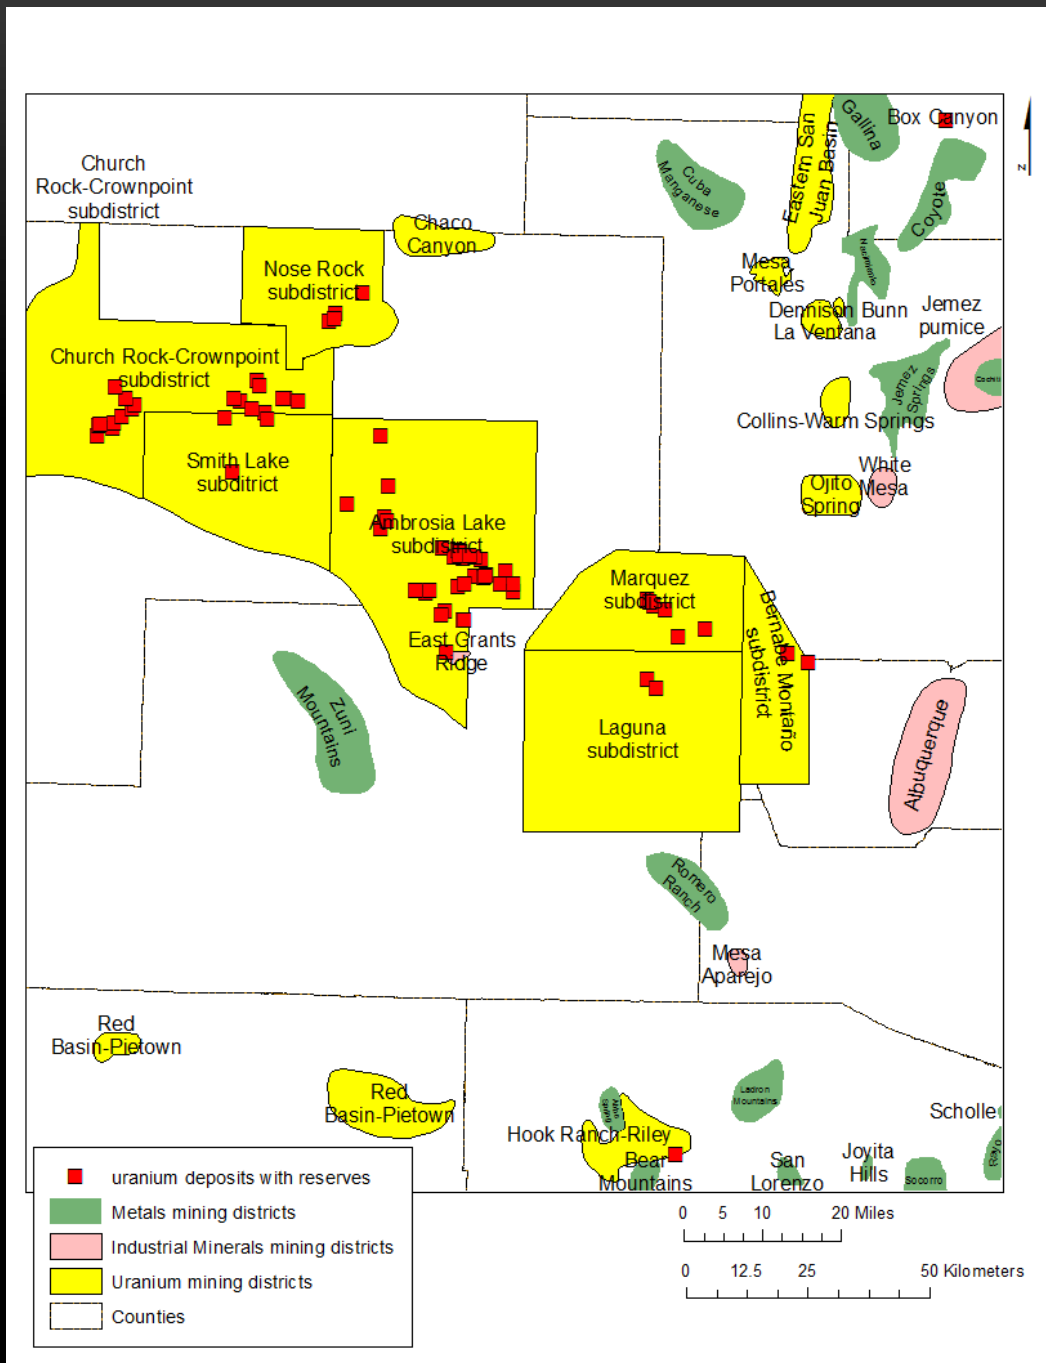 Gallina
Box Canyon
Eastern San
Juan Basin
z
Church
Rock-Crownpoint
subdistrict
Cuba
Manganese
Coyote
Chaco
Canyon
Nacimiento
Nose Rock
subdistrict
Mesa
Portales
Dennison Bunn
La Ventana
Jemez
pumice
Church Rock-Crownpoint
subdistrict
Jemez
Springs
Cochiti
Collins-Warm Springs
Smith Lake
subditrict
White
Mesa
Ojito
Spring
Ambrosia Lake
subdistrict
Marquez
subdistrict
Bernabe Montaño
subdistrict
East Grants
Ridge
Zuni
Mountains
Laguna
subdistrict
Albuquerque
Romero
Ranch
Mesa
Aparejo
Red
Basin-Pietown
Red
Basin-Pietown
Ladron
Mountains
Scholle
Hook Ranch-Riley
Bear
Mountains
San
Lorenzo
Joyita
Hills
Socorro
Rayo
uranium deposits with reserves
Metals mining districts
Industrial Minerals mining districts
Uranium mining districts
Counties
0 5 10 20 Miles
0 12.5 25 50 Kilometers